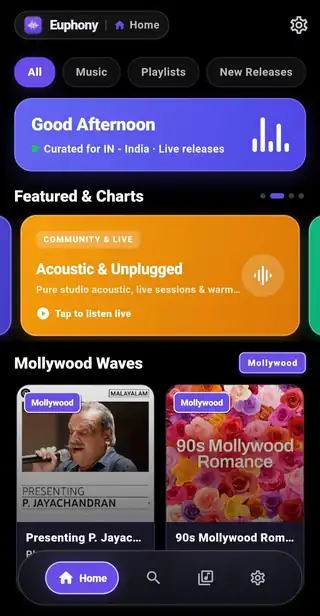 Euphony | Home
All Music Playlists New Releases
Good Afternoon
Curated for IN - India · Live releases
Featured & Charts
COMMUNITY & LIVE
Acoustic & Unplugged
Pure studio acoustic, live sessions & warm...
Tap to listen live
Mollywood Waves
Mollywood
Mollywood
MALAYALAM
PRESENTING
P. JAYACHANDRAN
Presenting P. Jayac...
Mollywood
90s Mollywood
Romance
90s Mollywood Rom...
Home